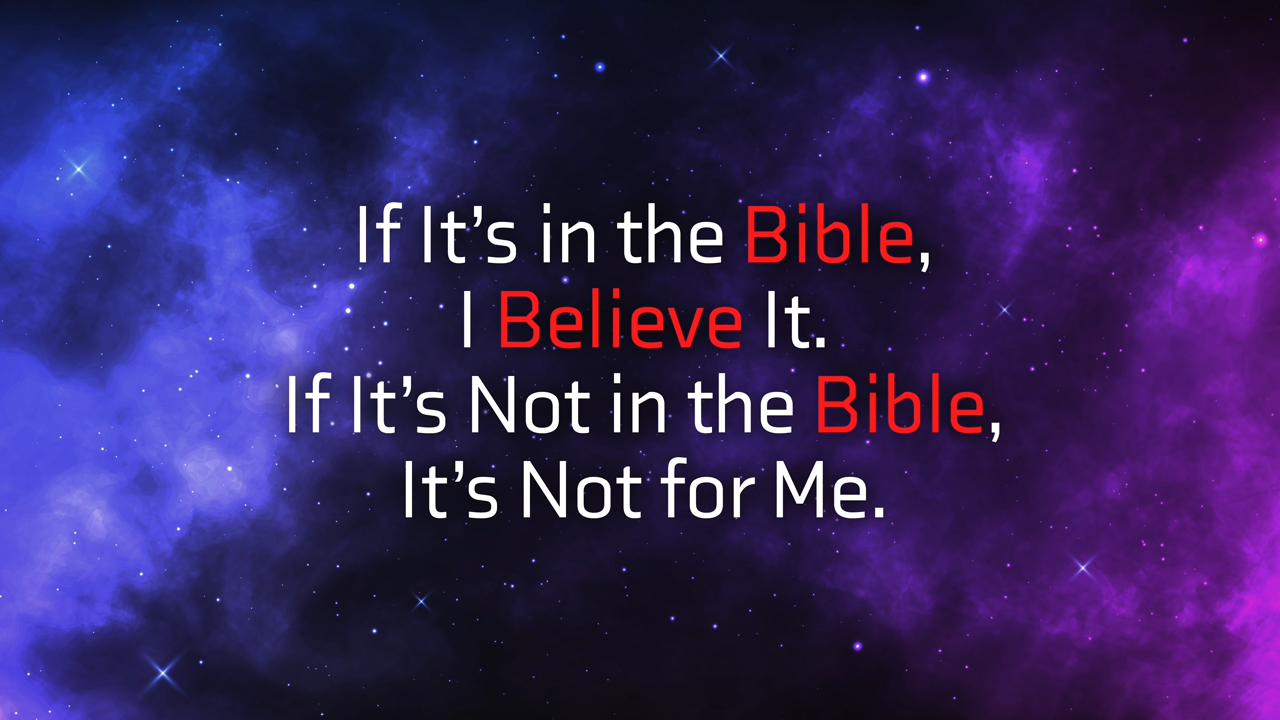 If It’s in the Bible,
I Believe It.
If It’s Not in the Bible,
It’s Not for Me.